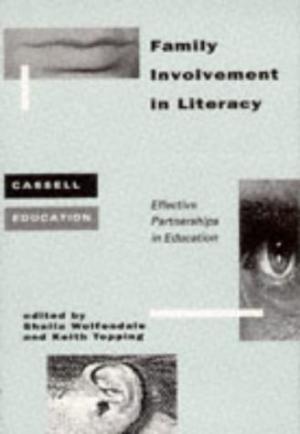 Family
Involvement
in Literacy
CASSELL
EDUCATION
Effective
Partnerships
in Education
edited by
Sheila Wolfendale
and Keith Topping